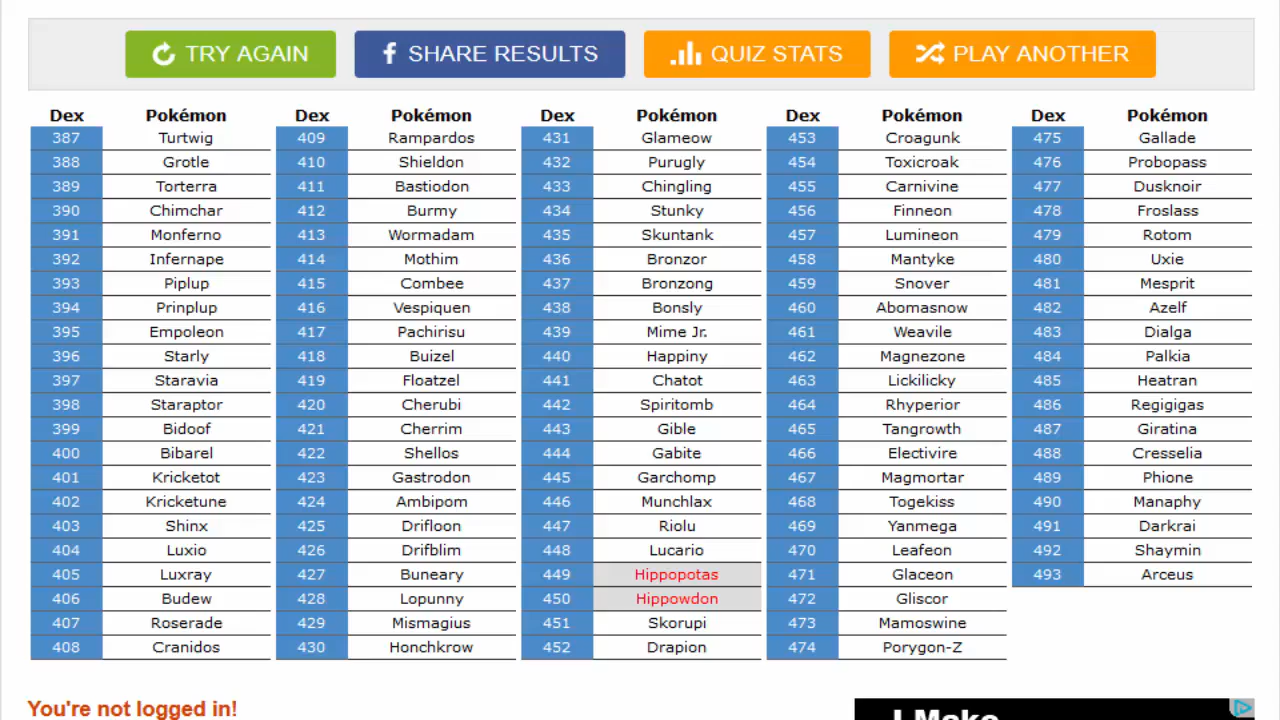 TRY AGAIN SHARE RESULTS QUIZ STATS PLAY ANOTHER
Dex Pokémon Dex Pokémon Dex Pokémon Dex Pokémon Dex Pokémon
387 Turtwig 409 Rampardos 431 Glameow 453 Croagunk 475 Gallade
388 Grotle 410 Shieldon 432 Purugly 454 Toxicroak 476 Probopass
389 Torterra 411 Bastiodon 433 Chingling 455 Carnivine 477 Dusknoir
390 Chimchar 412 Burmy 434 Stunky 456 Finneon 478 Froslass
391 Monferno 413 Wormadam 435 Skuntank 457 Lumineon 479 Rotom
392 Infernape 414 Mothim 436 Bronzor 458 Mantyke 480 Uxie
393 Piplup 415 Combee 437 Bronzong 459 Snover 481 Mesprit
394 Prinplup 416 Vespiquen 438 Bonsly 460 Abomasnow 482 Azelf
395 Empoleon 417 Pachirisu 439 Mime Jr. 461 Weavile 483 Dialga
396 Starly 418 Buizel 440 Happiny 462 Magnezone 484 Palkia
397 Staravia 419 Floatzel 441 Chatot 463 Lickilicky 485 Heatran
398 Staraptor 420 Cherubi 442 Spiritomb 464 Rhyperior 486 Regigigas
399 Bidoof 421 Cherrim 443 Gible 465 Tangrowth 487 Giratina
400 Bibarel 422 Shellos 444 Gabite 466 Electivire 488 Cresselia
401 Kricketot 423 Gastrodon 445 Garchomp 467 Magmortar 489 Phione
402 Kricketune 424 Ambipom 446 Munchlax 468 Togekiss 490 Manaphy
403 Shinx 425 Drifloon 447 Riolu 469 Yanmega 491 Darkrai
404 Luxio 426 Drifblim 448 Lucario 470 Leafeon 492 Shaymin
405 Luxray 427 Buneary 449 Hippopotas 471 Glaceon 493 Arceus
406 Budew 428 Lopunny 450 Hippowdon 472 Gliscor
407 Roserade 429 Mismagius 451 Skorupi 473 Mamoswine
408 Cranidos 430 Honchkrow 452 Drapion 474 Porygon-Z
You're not logged in!
I Make